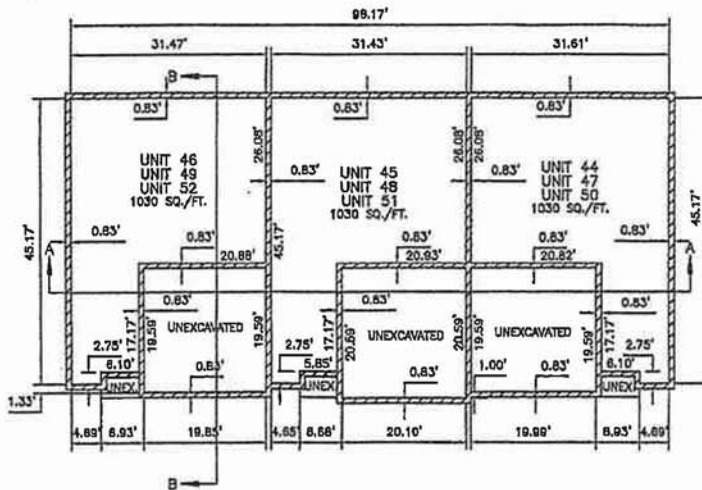 98.17'
31.47' 31.43' 31.61'
B
0.83' 0.83' 0.83'
26.08' 26.08' 26.08'
UNIT 46
UNIT 49
UNIT 52
1030 SQ./FT.
UNIT 45
UNIT 48
UNIT 51
1030 SQ./FT.
UNIT 44
UNIT 47
UNIT 50
1030 SQ./FT.
0.83' 0.83'
45.17' 45.17' 45.17'
A 0.83' 0.83' 0.83' 0.83' 0.83' A
20.88' 20.93' 20.82'
0.83' 0.83' 0.83'
UNEXCAVATED UNEXCAVATED UNEXCAVATED
17.17' 19.59' 19.59' 17.17' 20.59' 19.59' 19.59' 17.17'
2.75' 2.75' 2.75'
6.10' 5.85' 6.10'
UNEX UNEX UNEX
0.83' 0.83' 1.00' 0.83'
1.33'
4.69' 6.93' 19.85' 4.65' 20.10' 19.99' 4.69'
B